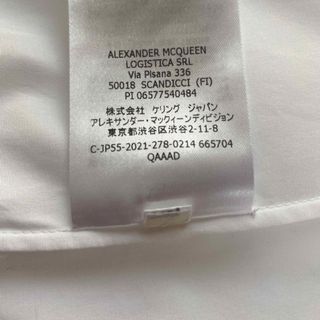 ALEXANDER MCQUEEN
LOGISTICA SRL
Via Pisana 336
50018 SCANDICCI (FI)
PI 06577540484
株式会社 ケリング ジャパン
アレキサンダー・マックィーンディビジョン
東京都渋谷区渋谷2-11-8
C-JP55-2021-278-0214 665704
QAAAD